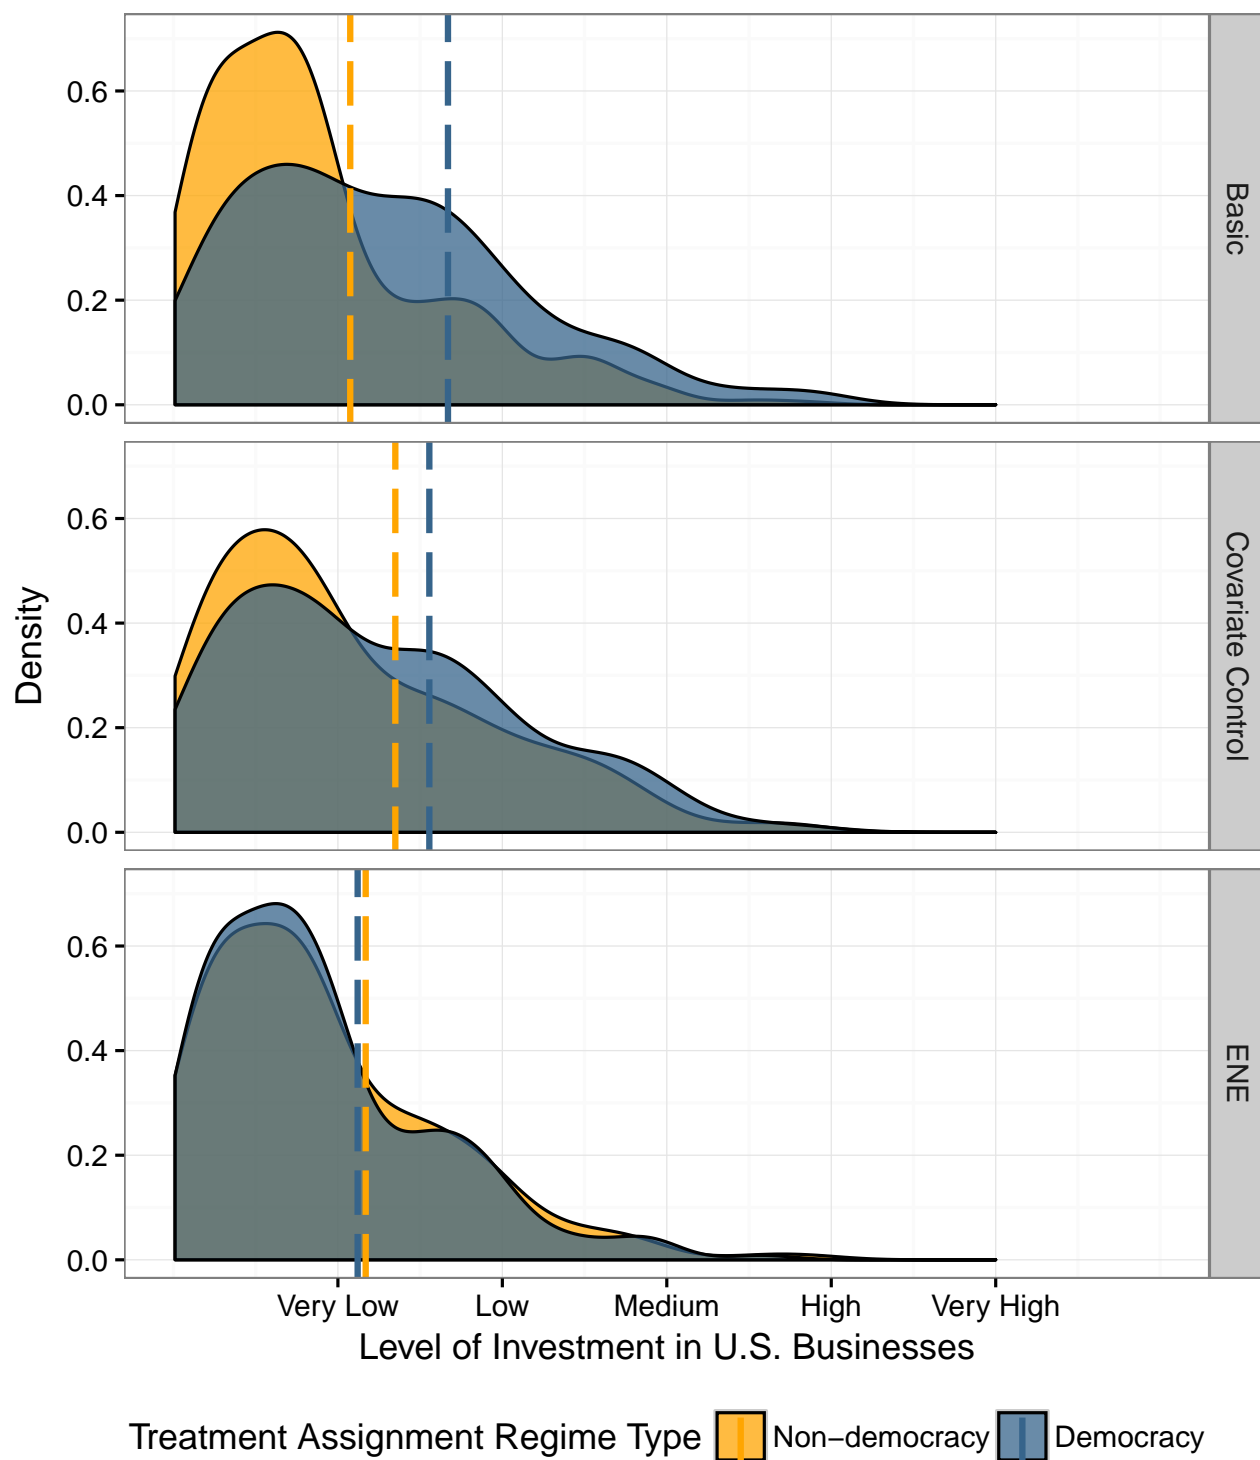 0.6
0.4
0.2
0.0
Basic
0.6
0.4
0.2
0.0
Covariate Control
Density
0.6
0.4
0.2
0.0
ENE
Very Low Low Medium High Very High
Level of Investment in U.S. Businesses
Treatment Assignment Regime Type Non−democracy Democracy